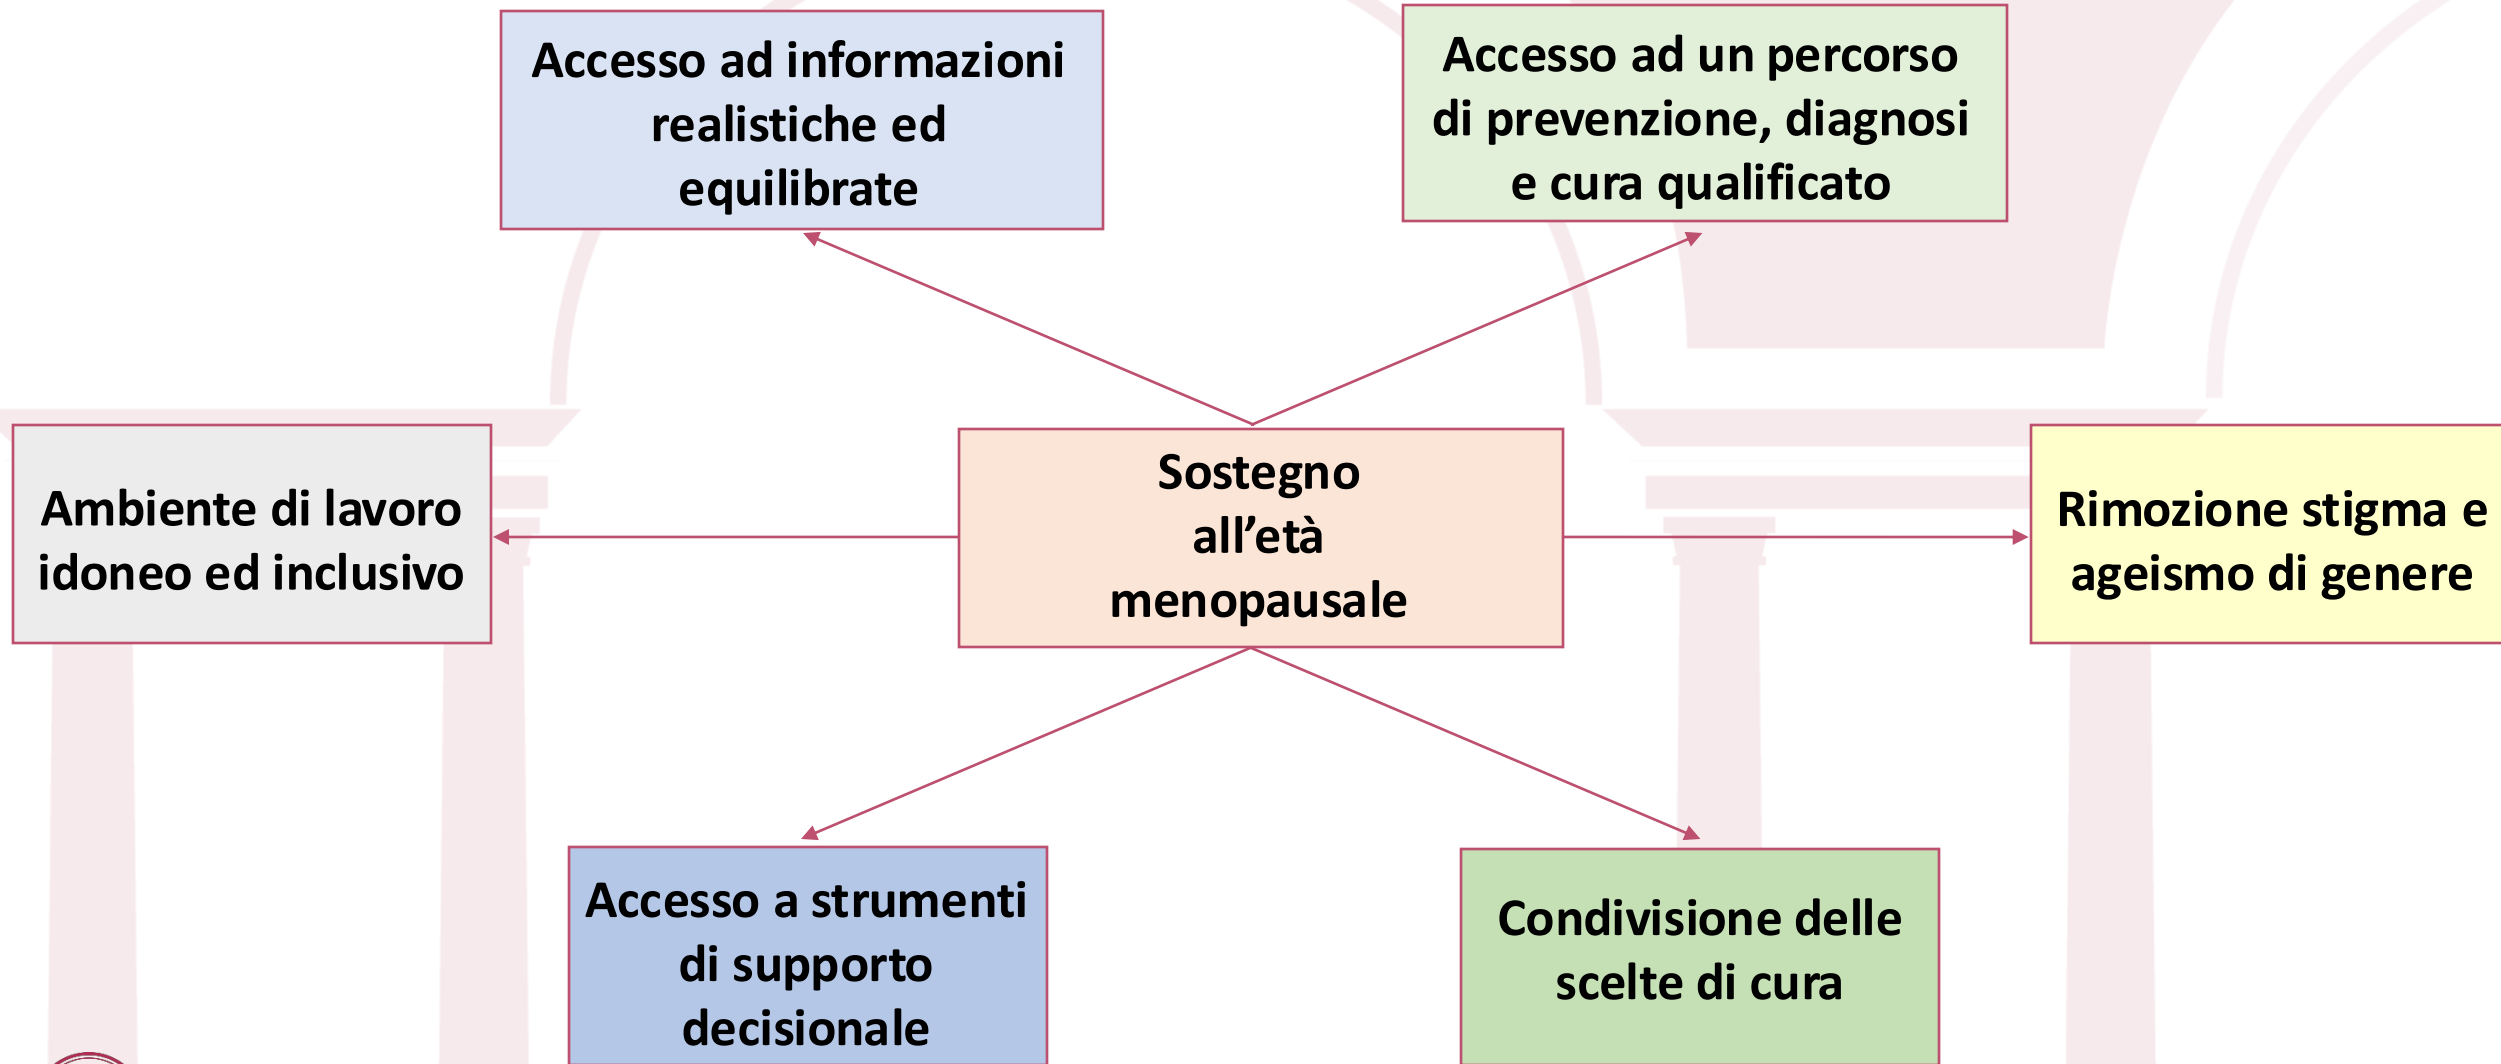 Accesso ad informazioni
realistiche ed
equilibrate
Accesso ad un percorso
di prevenzione, diagnosi
e cura qualificato
Ambiente di lavoro
idoneo ed inclusivo
Sostegno
all'età
menopausale
Rimozione stigma e
ageismo di genere
Accesso a strumenti
di supporto
decisionale
Condivisione delle
scelte di cura